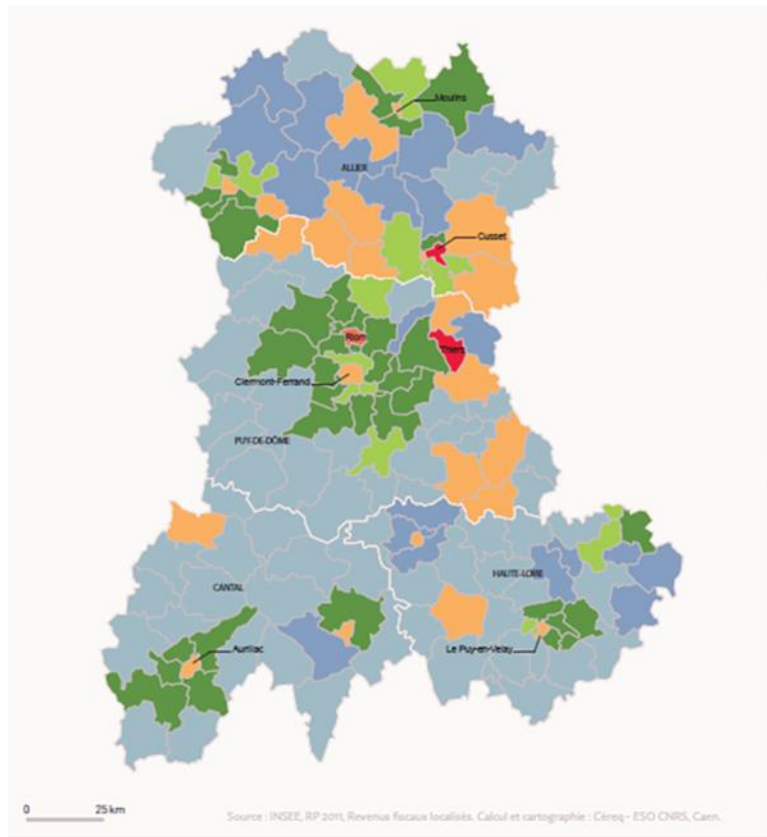 Moulins
ALLIER
Cusset
Riom
Thiers
Clermont-Ferrand
PUY-DE-DÔME
HAUTE-LOIRE
CANTAL
Aurillac
Le Puy-en-Velay
0 25 km
Source : INSEE, RP 2011, Revenus fiscaux localisés. Calcul et cartographie : Céreq - ESO CNRS, Caen.